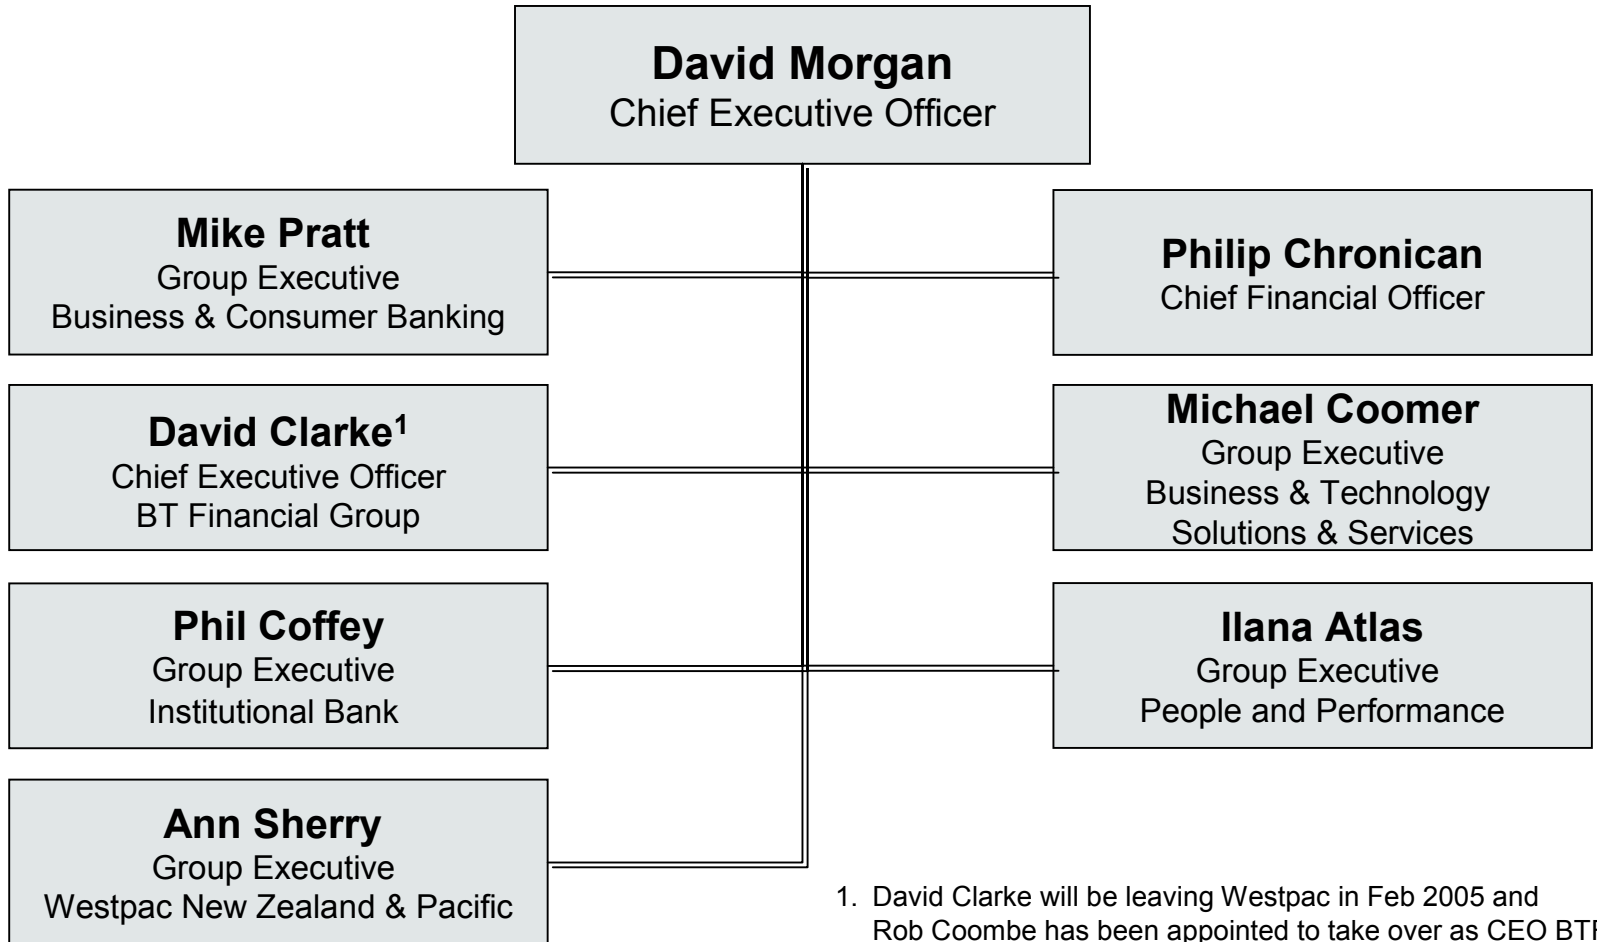 David Morgan
Chief Executive Officer
Mike Pratt
Group Executive
Business & Consumer Banking
Philip Chronican
Chief Financial Officer
David Clarke¹
Chief Executive Officer
BT Financial Group
Michael Coomer
Group Executive
Business & Technology
Solutions & Services
Phil Coffey
Group Executive
Institutional Bank
Ilana Atlas
Group Executive
People and Performance
Ann Sherry
Group Executive
Westpac New Zealand & Pacific
1. David Clarke will be leaving Westpac in Feb 2005 and
Rob Coombe has been appointed to take over as CEO